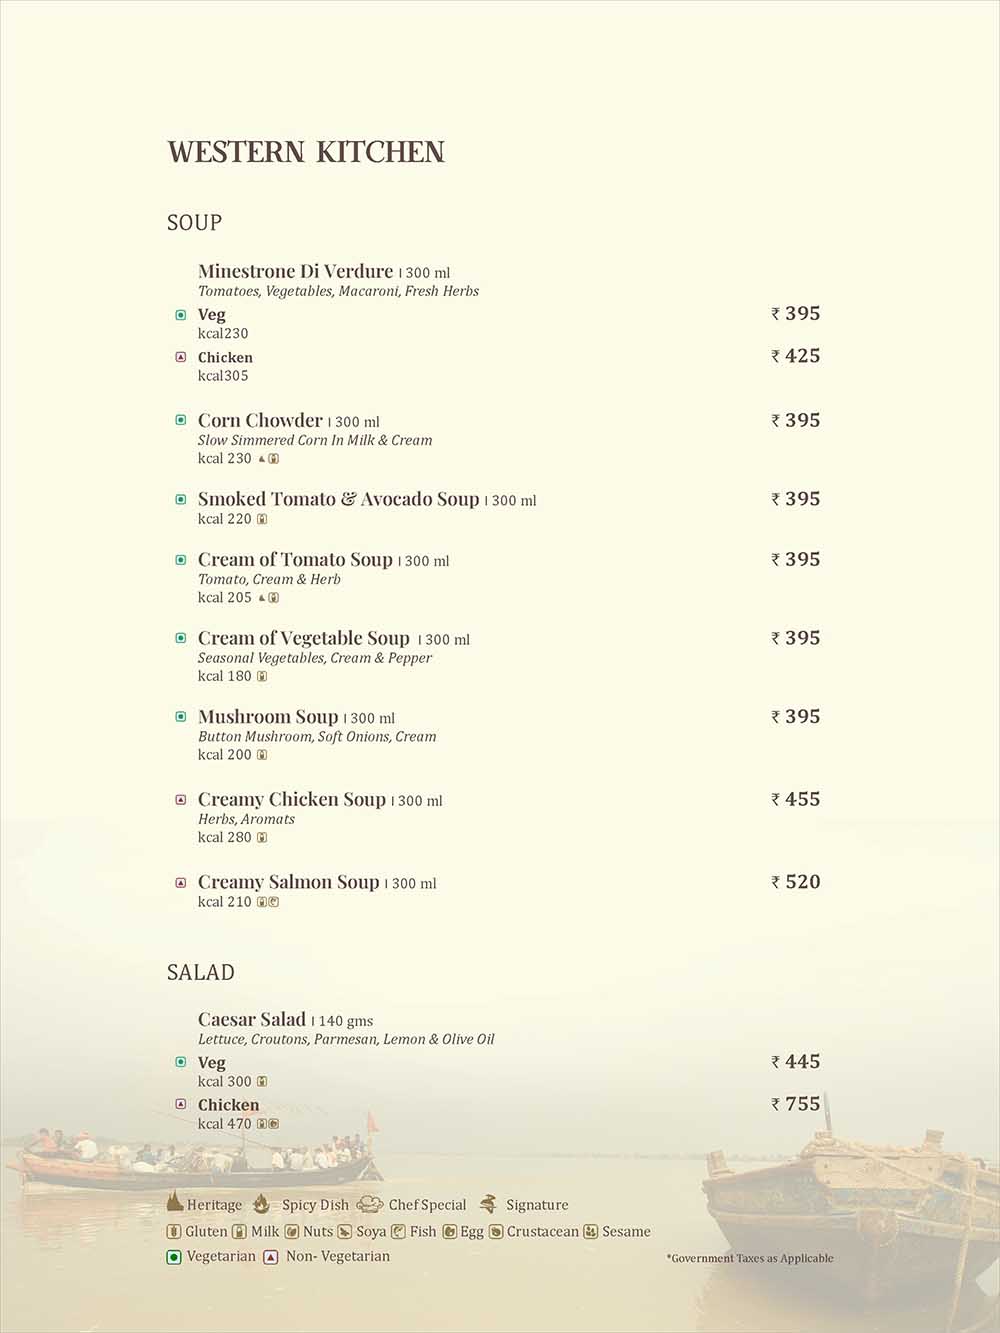 WESTERN KITCHEN
SOUP
Minestrone Di Verdure | 300 ml
Tomatoes, Vegetables, Macaroni, Fresh Herbs
Veg ₹ 395
kcal230
Chicken ₹ 425
kcal305
Corn Chowder | 300 ml ₹ 395
Slow Simmered Corn In Milk & Cream
kcal 230
Smoked Tomato & Avocado Soup | 300 ml ₹ 395
kcal 220
Cream of Tomato Soup | 300 ml ₹ 395
Tomato, Cream & Herb
kcal 205
Cream of Vegetable Soup | 300 ml ₹ 395
Seasonal Vegetables, Cream & Pepper
kcal 180
Mushroom Soup | 300 ml ₹ 395
Button Mushroom, Soft Onions, Cream
kcal 200
Creamy Chicken Soup | 300 ml ₹ 455
Herbs, Aromats
kcal 280
Creamy Salmon Soup | 300 ml ₹ 520
kcal 210
SALAD
Caesar Salad | 140 gms
Lettuce, Croutons, Parmesan, Lemon & Olive Oil
Veg ₹ 445
kcal 300
Chicken ₹ 755
kcal 470
Heritage Spicy Dish Chef Special Signature
Gluten Milk Nuts Soya Fish Egg Crustacean Sesame
Vegetarian Non- Vegetarian *Government Taxes as Applicable